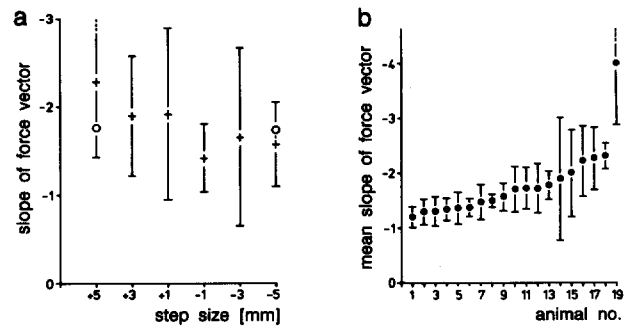 a
-3
-2
-1
0
slope of force vector
+5 +3 +1 -1 -3 -5
step size [mm]
b
-4
-3
-2
-1
0
mean slope of force vector
1 3 5 7 9 11 13 15 17 19
animal no.